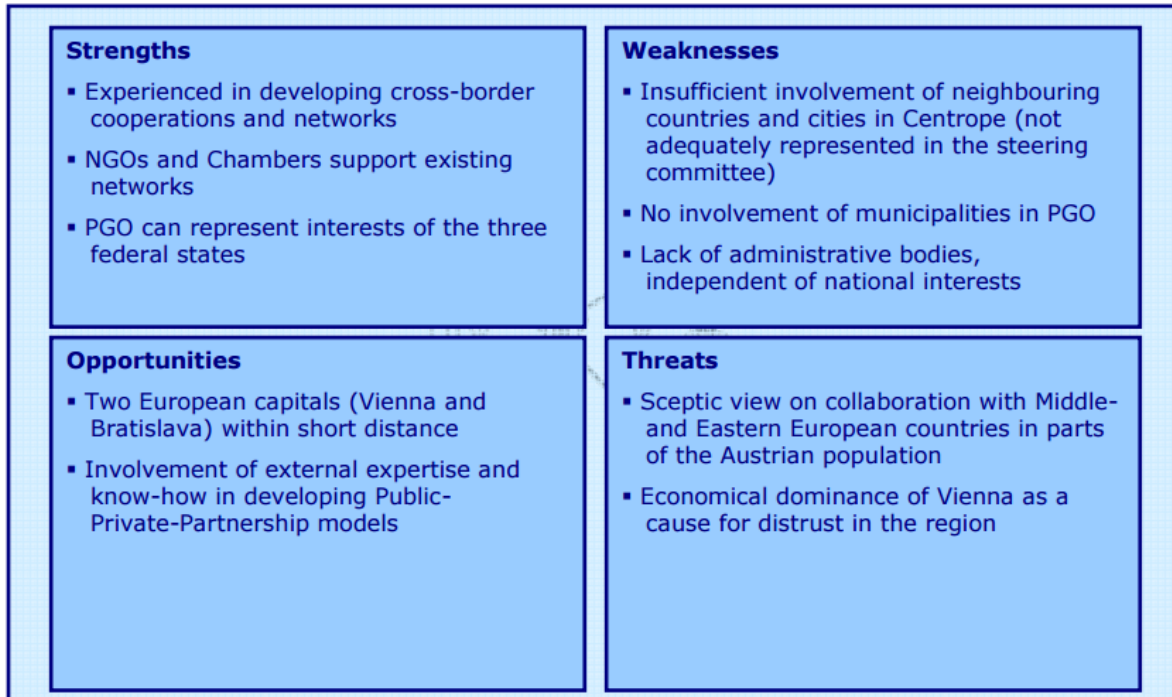 Strengths
▪ Experienced in developing cross-border
cooperations and networks
▪ NGOs and Chambers support existing
networks
▪ PGO can represent interests of the three
federal states
Weaknesses
▪ Insufficient involvement of neighbouring
countries and cities in Centrope (not
adequately represented in the steering
committee)
▪ No involvement of municipalities in PGO
▪ Lack of administrative bodies,
independent of national interests
Opportunities
▪ Two European capitals (Vienna and
Bratislava) within short distance
▪ Involvement of external expertise and
know-how in developing Public-
Private-Partnership models
Threats
▪ Sceptic view on collaboration with Middle-
and Eastern European countries in parts
of the Austrian population
▪ Economical dominance of Vienna as a
cause for distrust in the region